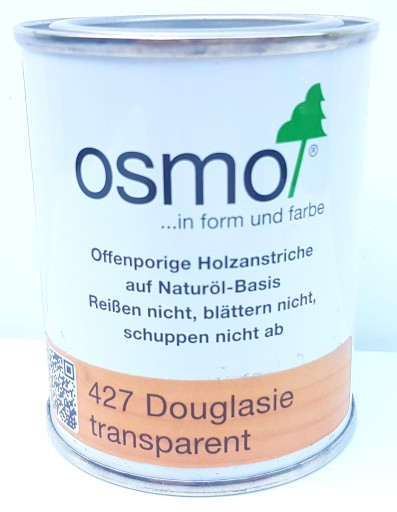 osmo®
...in form und farbe
Offenporige Holzanstriche
auf Naturöl-Basis
Reißen nicht, blättern nicht,
schuppen nicht ab
427 Douglasie
transparent